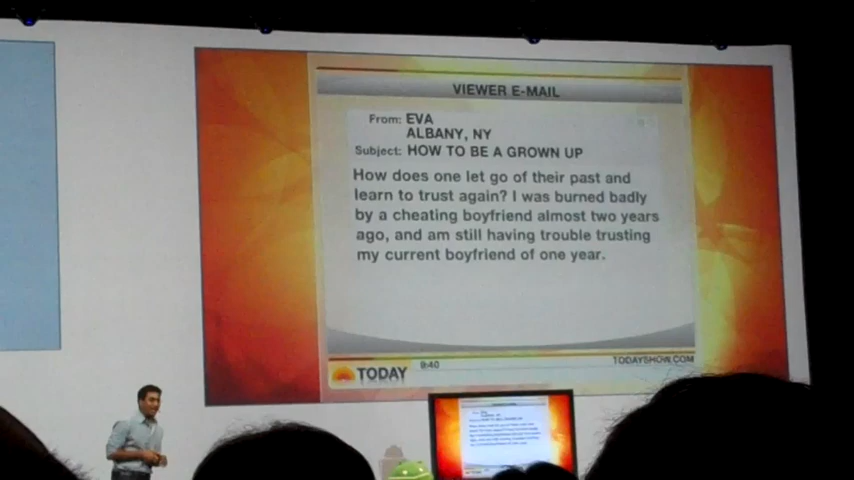 VIEWER E-MAIL
From: EVA
ALBANY, NY
Subject: HOW TO BE A GROWN UP
How does one let go of their past and
learn to trust again? I was burned badly
by a cheating boyfriend almost two years
ago, and am still having trouble trusting
my current boyfriend of one year.
TODAY 9:40 TODAYSHOW.COM